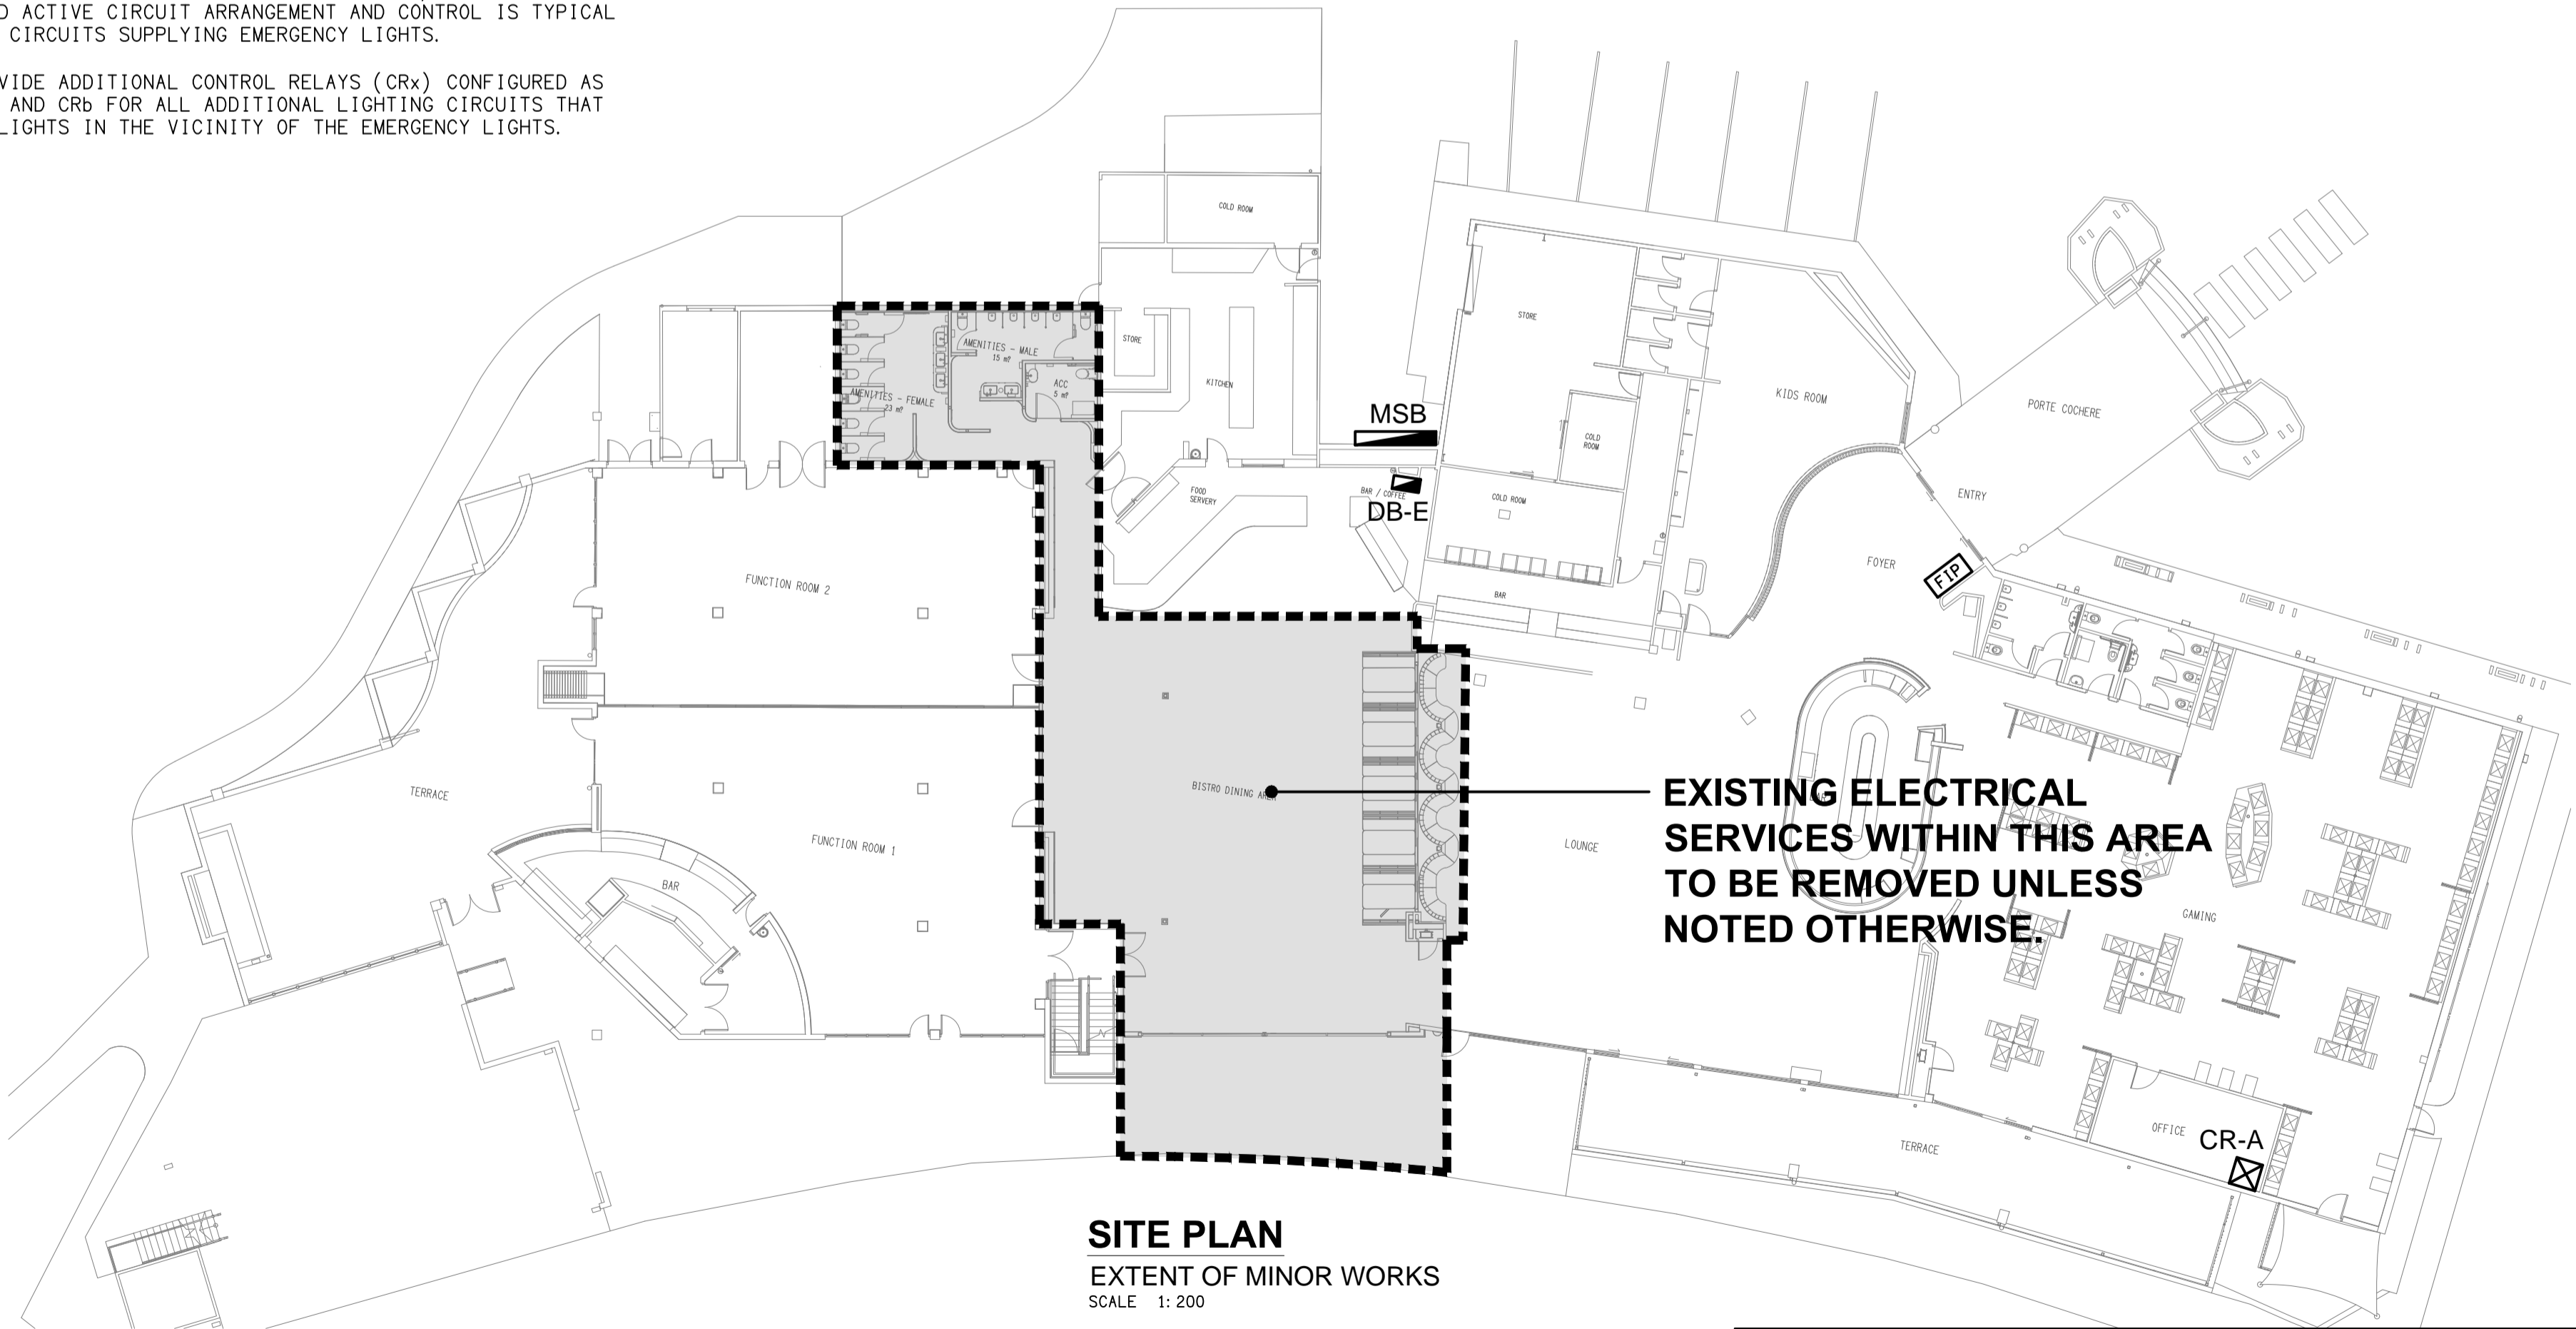 D ACTIVE CIRCUIT ARRANGEMENT AND CONTROL IS TYPICAL
CIRCUITS SUPPLYING EMERGENCY LIGHTS.
VIDE ADDITIONAL CONTROL RELAYS (CRx) CONFIGURED AS
AND CRb FOR ALL ADDITIONAL LIGHTING CIRCUITS THAT
LIGHTS IN THE VICINITY OF THE EMERGENCY LIGHTS.
COLD ROOM
STORE
AMENITIES - MALE
15 m²
STORE
ACC
5 m²
KITCHEN
AMENITIES - FEMALE
23 m²
KIDS ROOM
PORTE COCHERE
MSB
COLD
ROOM
FOOD
SERVERY
BAR / COFFEE
COLD ROOM
ENTRY
DB-E
FOYER
FIP
FUNCTION ROOM 2
BAR
TERRACE
BISTRO DINING AREA
EXISTING ELECTRICAL
SERVICES WITHIN THIS AREA
TO BE REMOVED UNLESS
NOTED OTHERWISE.
FUNCTION ROOM 1
LOUNGE
BAR
GAMING
OFFICE
CR-A
TERRACE
SITE PLAN
EXTENT OF MINOR WORKS
SCALE 1:200